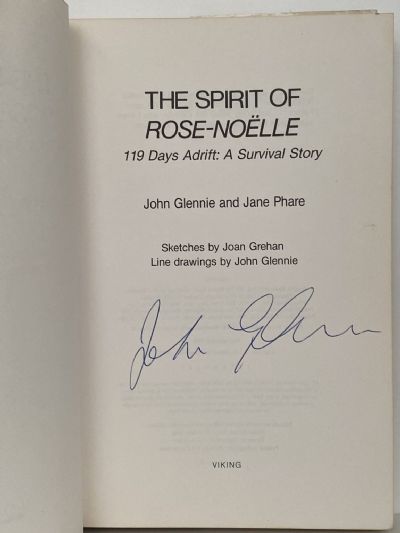 THE SPIRIT OF
ROSE-NOËLLE
119 Days Adrift: A Survival Story
John Glennie and Jane Phare
Sketches by Joan Grehan
Line drawings by John Glennie
John Glennie
VIKING